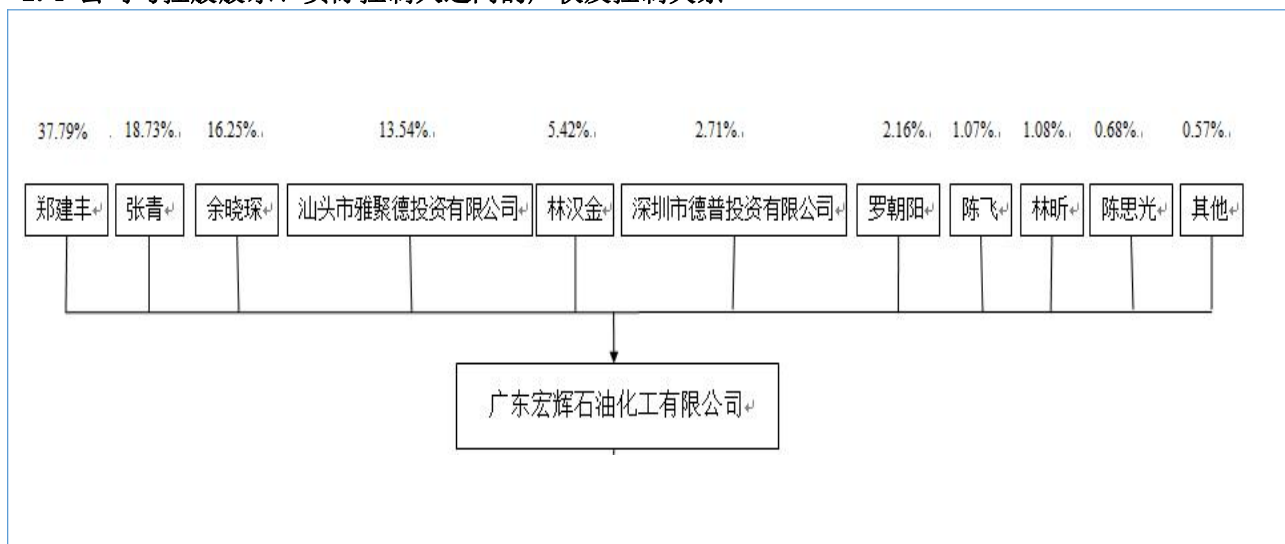 37.79% 18.73% 16.25% 13.54% 5.42% 2.71% 2.16% 1.07% 1.08% 0.68% 0.57%
郑建丰 张青 余晓琛 汕头市雅聚德投资有限公司 林汉金 深圳市德普投资有限公司 罗朝阳 陈飞 林昕 陈思光 其他
广东宏辉石油化工有限公司